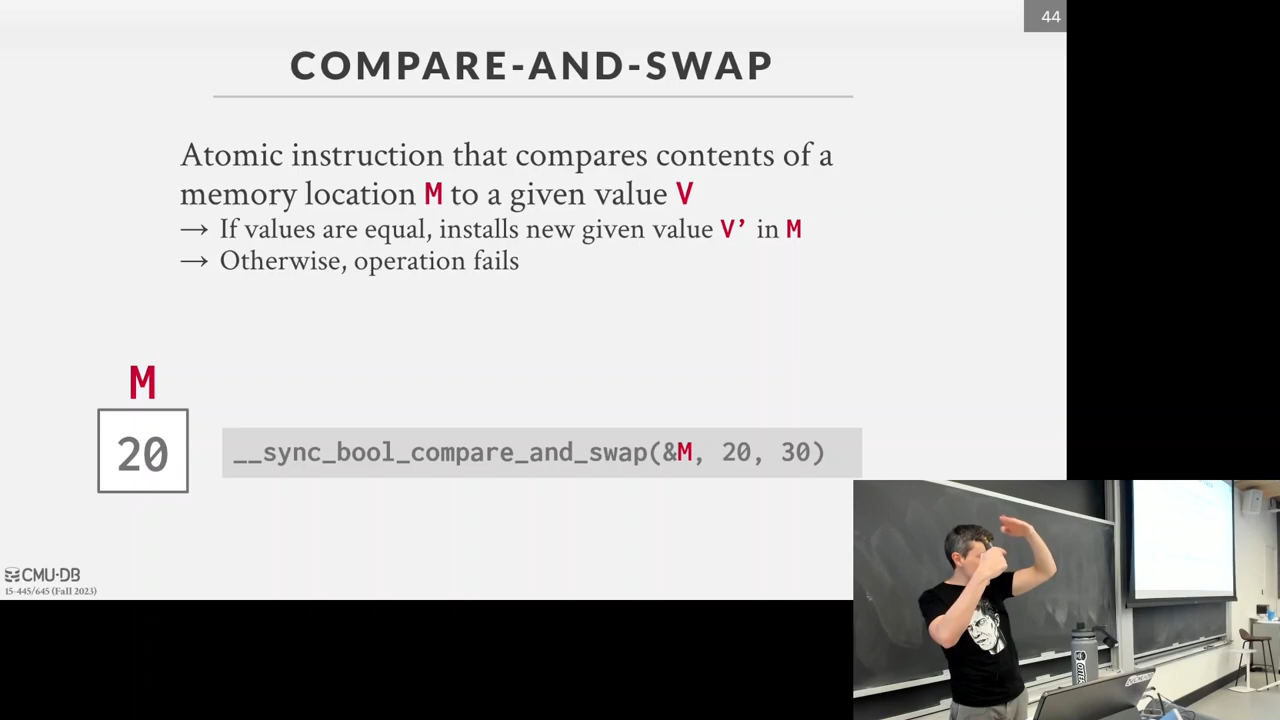 44
COMPARE-AND-SWAP
Atomic instruction that compares contents of a
memory location M to a given value V
→ If values are equal, installs new given value V’ in M
→ Otherwise, operation fails
M
20
__sync_bool_compare_and_swap(&M, 20, 30)
CMU·DB
15-445/645 (Fall 2023)